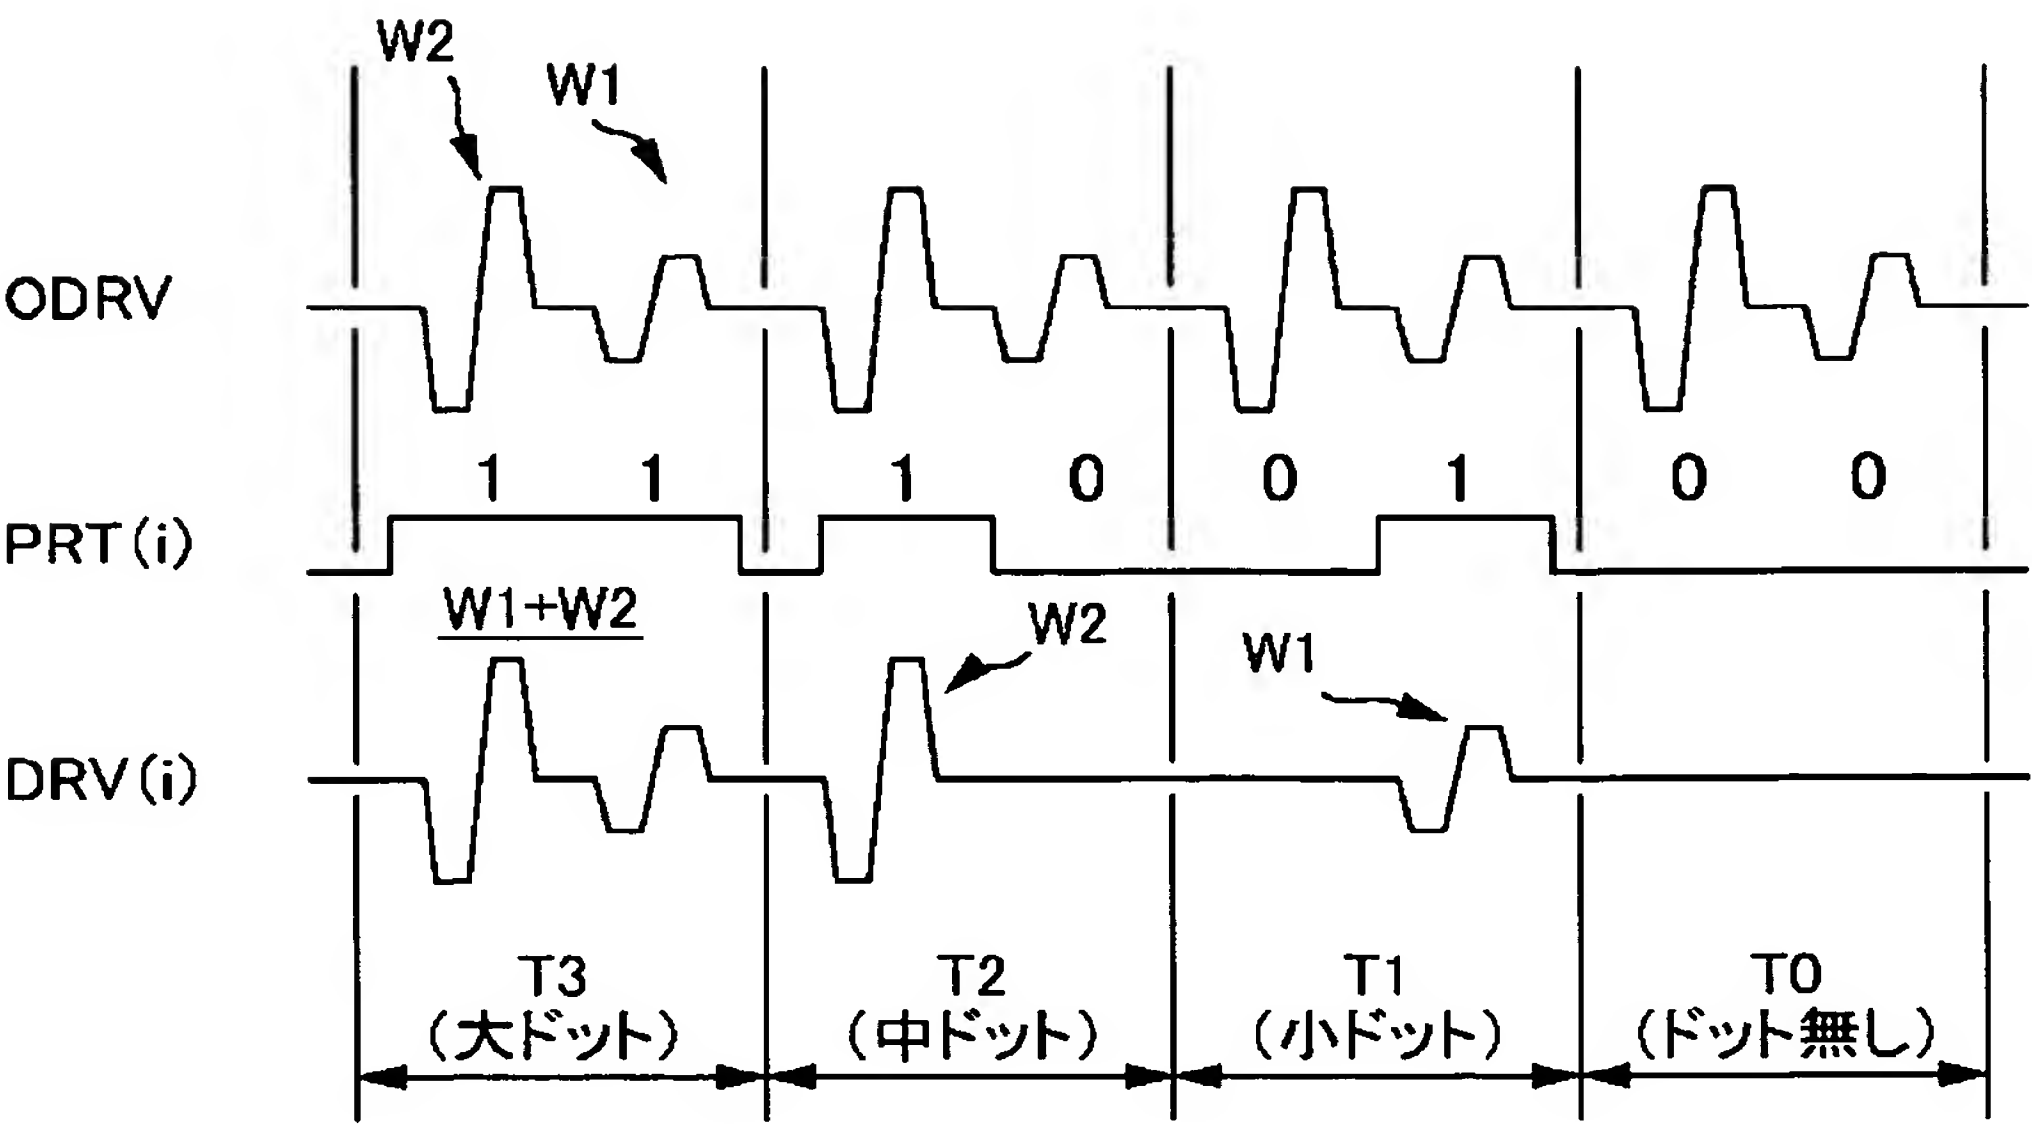 W2
W1
ODRV
1 1 1 0 0 1 0 0
PRT(i)
W1+W2
W2
W1
DRV(i)
T3 T2 T1 T0
(大ドット) (中ドット) (小ドット) (ドット無し)